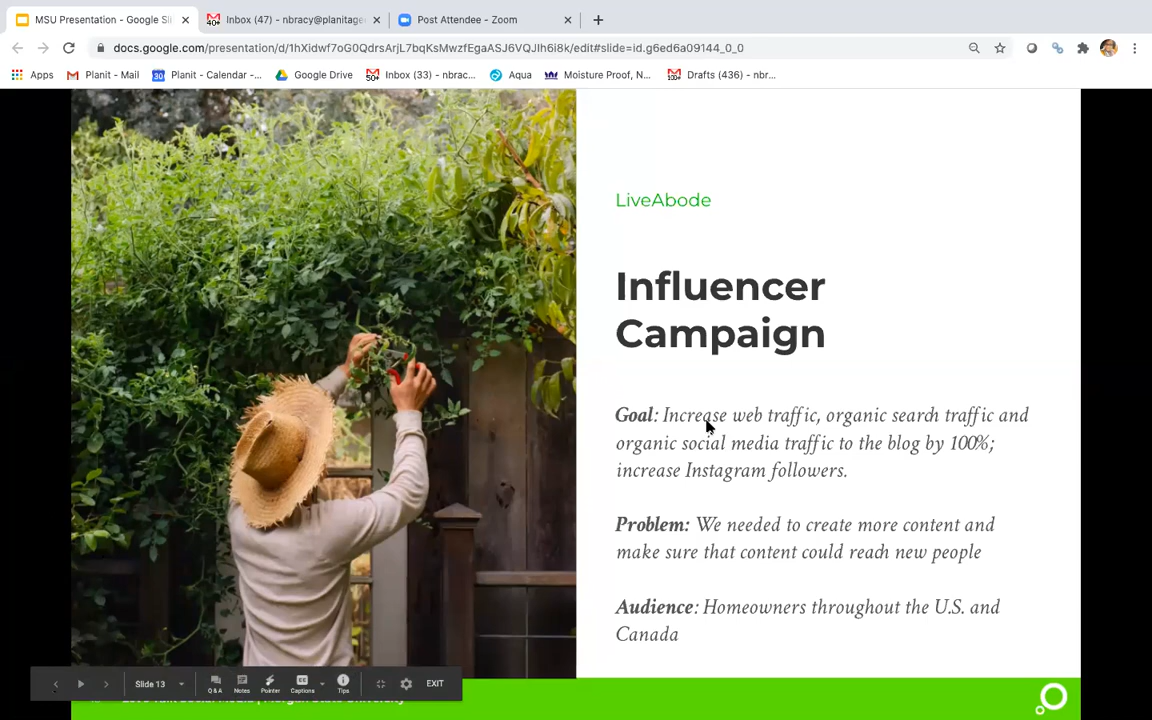 MSU Presentation - Google Sli
Inbox (47) - nbracy@planitage
Post Attendee - Zoom
docs.google.com/presentation/d/1hXidwf7oG0QdrsArjL7bqKsMwzfEgaASJ6VQJIh6i8k/edit#slide=id.g6ed6a09144_0_0
Apps
Planit - Mail
Planit - Calendar -...
Google Drive
Inbox (33) - nbrac...
Aqua
Moisture Proof, N...
Drafts (436) - nbr...
LiveAbode
Influencer
Campaign
Goal: Increase web traffic, organic search traffic and
organic social media traffic to the blog by 100%;
increase Instagram followers.
Problem: We needed to create more content and
make sure that content could reach new people
Audience: Homeowners throughout the U.S. and
Canada
Slide 13
Q & A
Notes
Pointer
Captions
Tips
EXIT